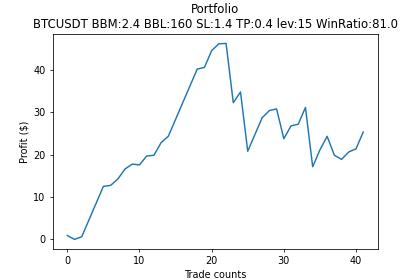 Portfolio
BTCUSDT BBM:2.4 BBL:160 SL:1.4 TP:0.4 lev:15 WinRatio:81.0
Profit ($)
40
30
20
10
0
0
10
20
30
40
Trade counts